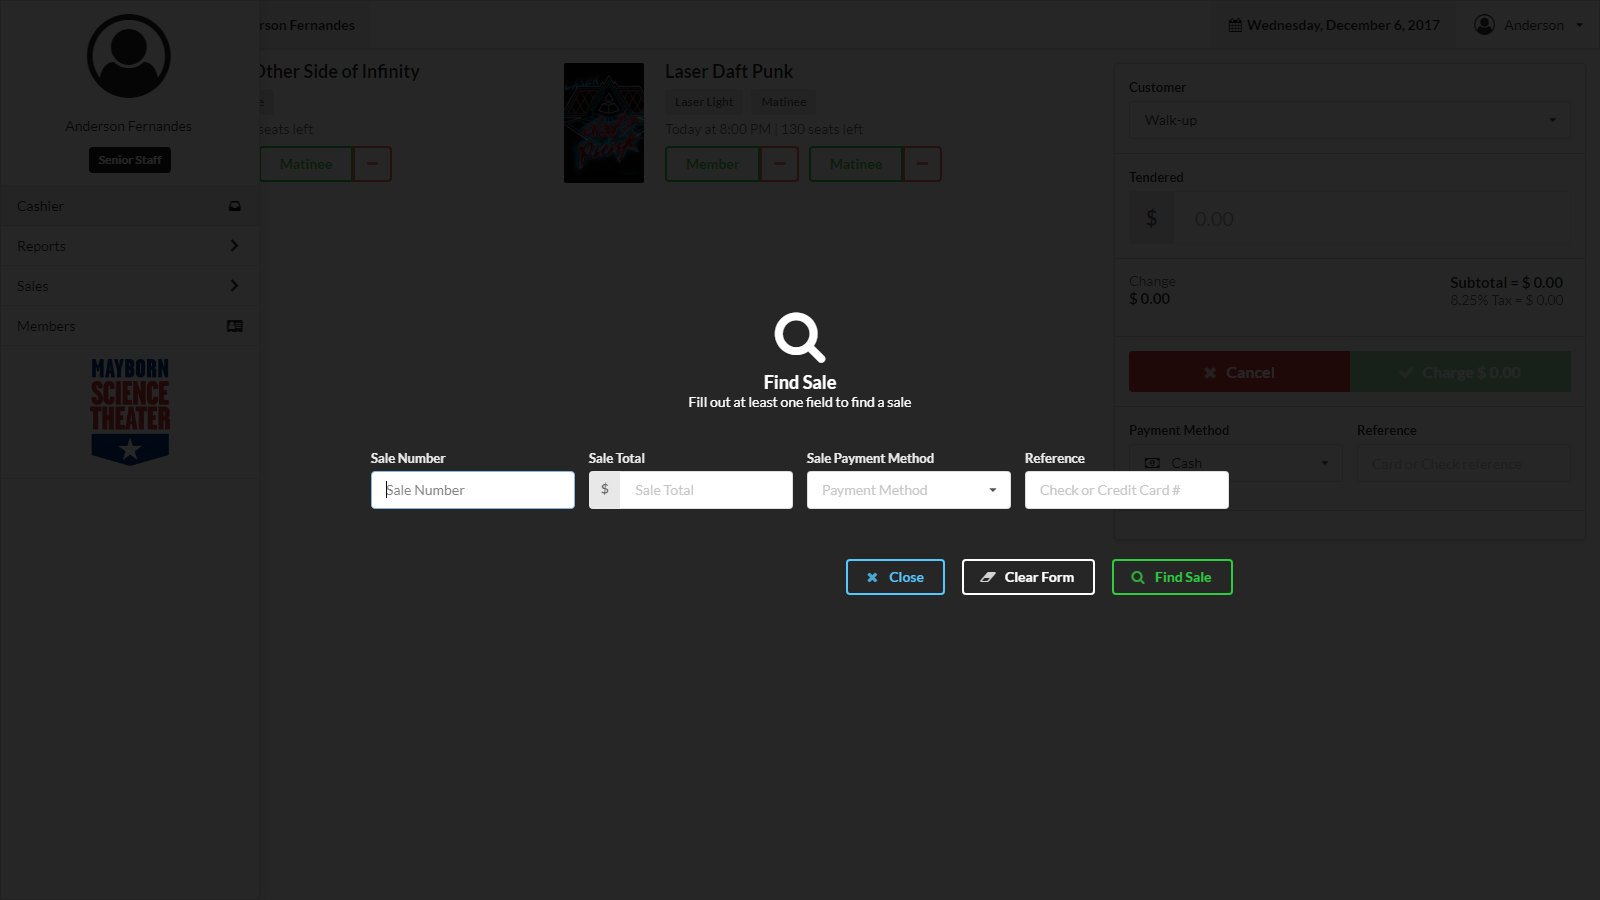 Anderson Fernandes
Senior Staff
Cashier
Reports
Sales
Members
MAYBORN
SCIENCE
THEATER
rson Fernandes
Wednesday, December 6, 2017
Anderson
Other Side of Infinity
seats left
Matinee
Laser Daft Punk
Laser Light
Matinee
Today at 8:00 PM | 130 seats left
Member
Matinee
Customer
Walk-up
Tendered
$
0.00
Change
$ 0.00
Subtotal = $ 0.00
8.25% Tax = $ 0.00
Cancel
Charge $ 0.00
Payment Method
Reference
Cash
Card or Check reference
Find Sale
Fill out at least one field to find a sale
Sale Number
Sale Total
Sale Payment Method
Reference
Sale Number
$
Sale Total
Payment Method
Check or Credit Card #
Close
Clear Form
Find Sale